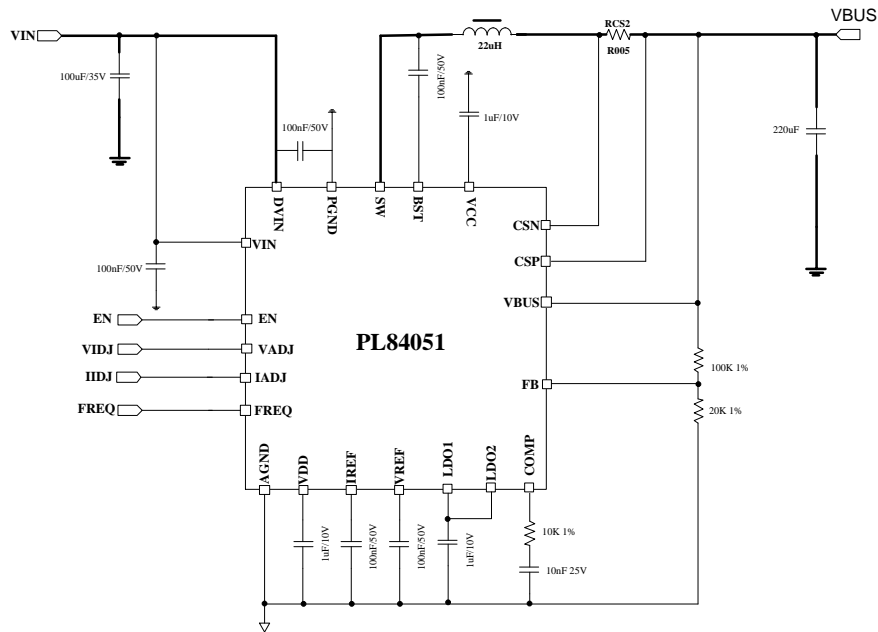 VBUS
RCS2
VIN
22uH
R005
100uF/35V
100nF/50V
1uF/10V
100nF/50V
220uF
DVIN
PGND
SW
BST
VCC
CSN
VIN
CSP
100nF/50V
VBUS
EN
EN
PL84051
VIDJ
VADJ
100K 1%
IIDJ
IADJ
FB
FREQ
FREQ
20K 1%
AGND
VDD
IREF
VREF
LDO1
LDO2
COMP
1uF/10V
100nF/50V
100nF/50V
1uF/10V
10K 1%
10nF 25V